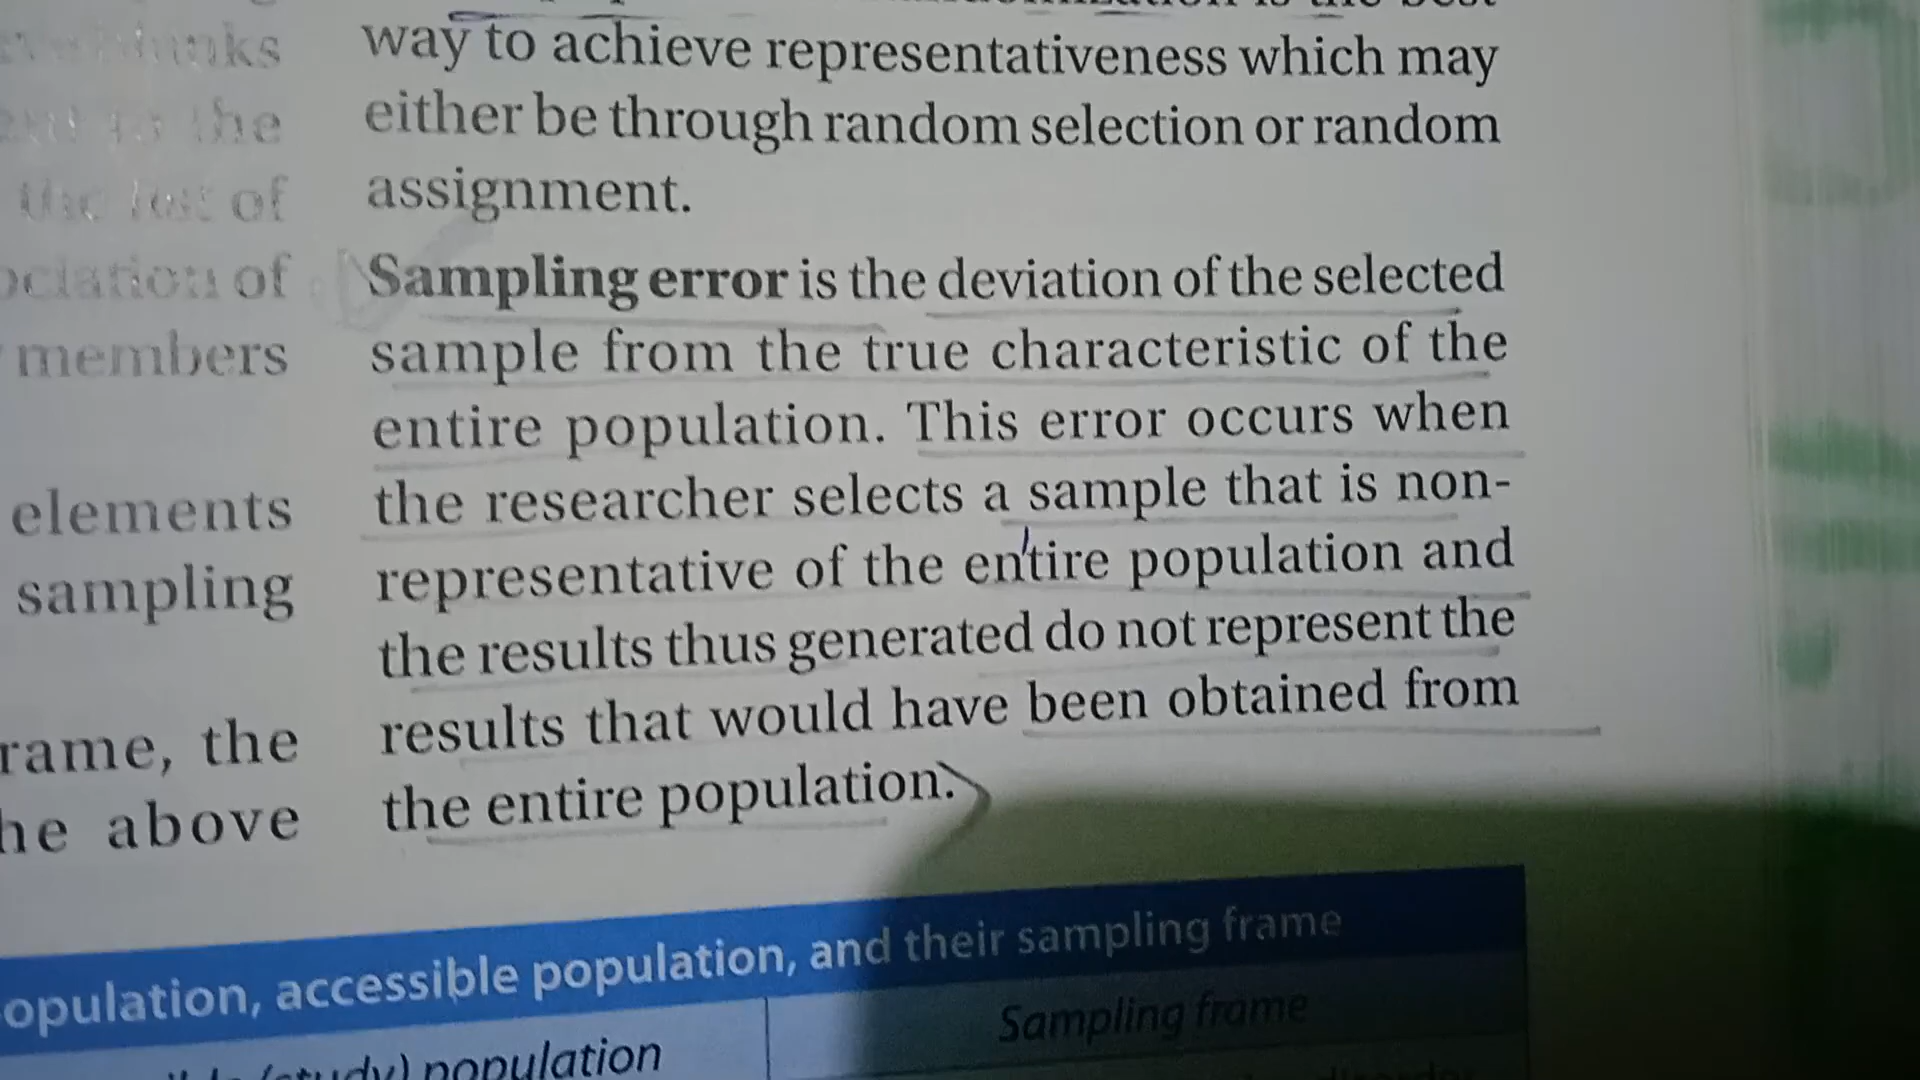 the
of
of
members
elements
sampling
rame, the
he above
way to achieve representativeness which may
either be through random selection or random
assignment.
Sampling error is the deviation of the selected
sample from the true characteristic of the
entire population. This error occurs when
the researcher selects a sample that is non-
representative of the entire population and
the results thus generated do not represent the
results that would have been obtained from
the entire population.
opulation, accessible population, and their sampling frame
(study) population
Sampling frame